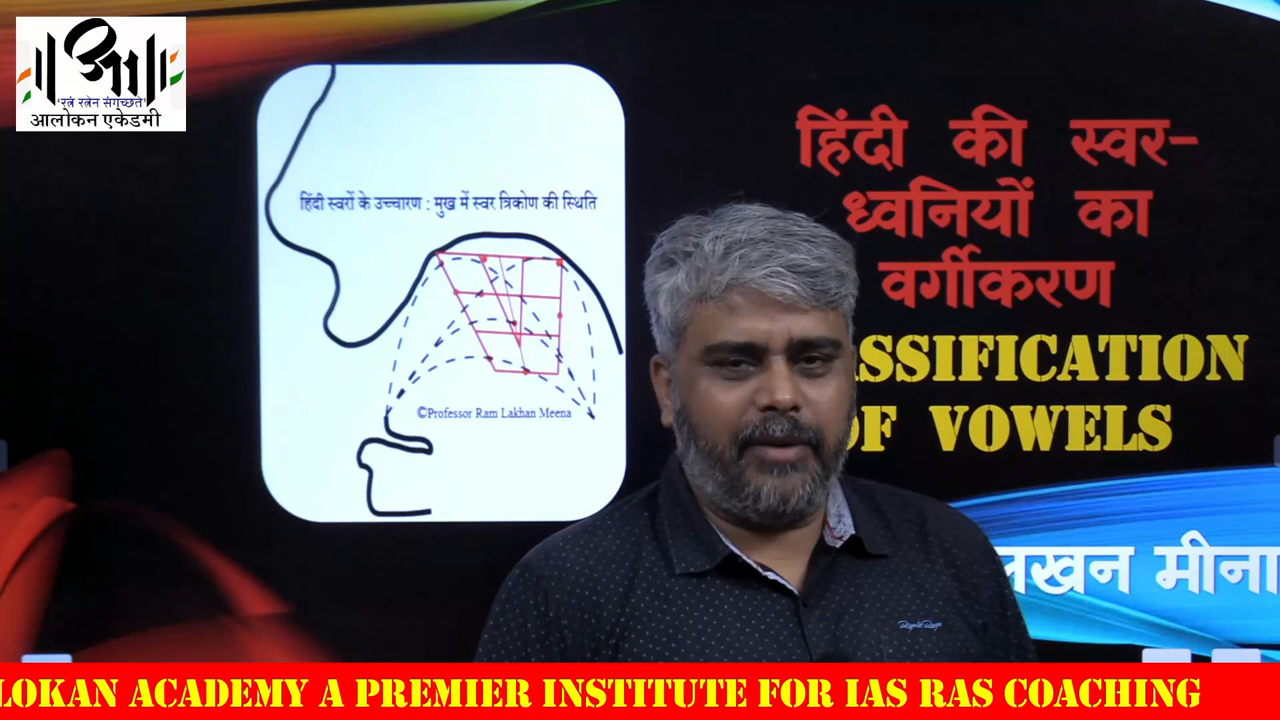 'रत्नं रत्नेन संगच्छते'
आलोकन एकेडमी
हिंदी स्वरों के उच्चारण : मुख में स्वर त्रिकोण की स्थिति
©Professor Ram Lakhan Meena
हिंदी की स्वर-
ध्वनियों का
वर्गीकरण
ASSIFICATION
OF VOWELS
लखन मीना
LOKAN ACADEMY A PREMIER INSTITUTE FOR IAS RAS COACHING